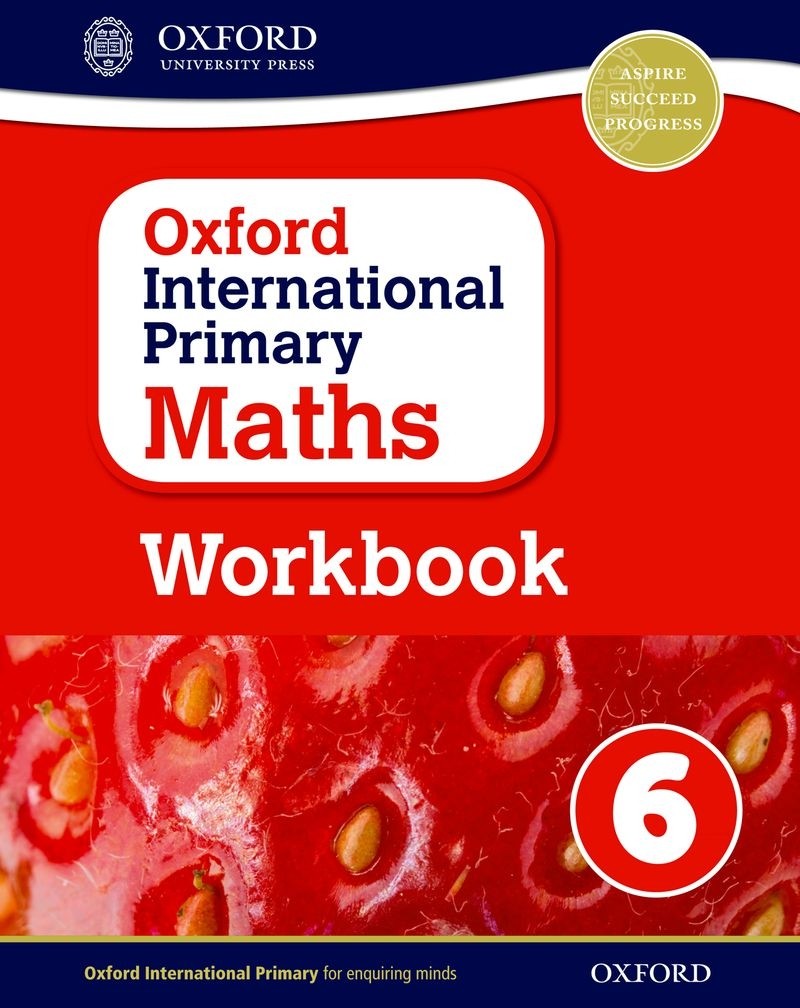 OXFORD
UNIVERSITY PRESS
ASPIRE
SUCCEED
PROGRESS
Oxford
International
Primary
Maths
Workbook
6
Oxford International Primary for enquiring minds
OXFORD